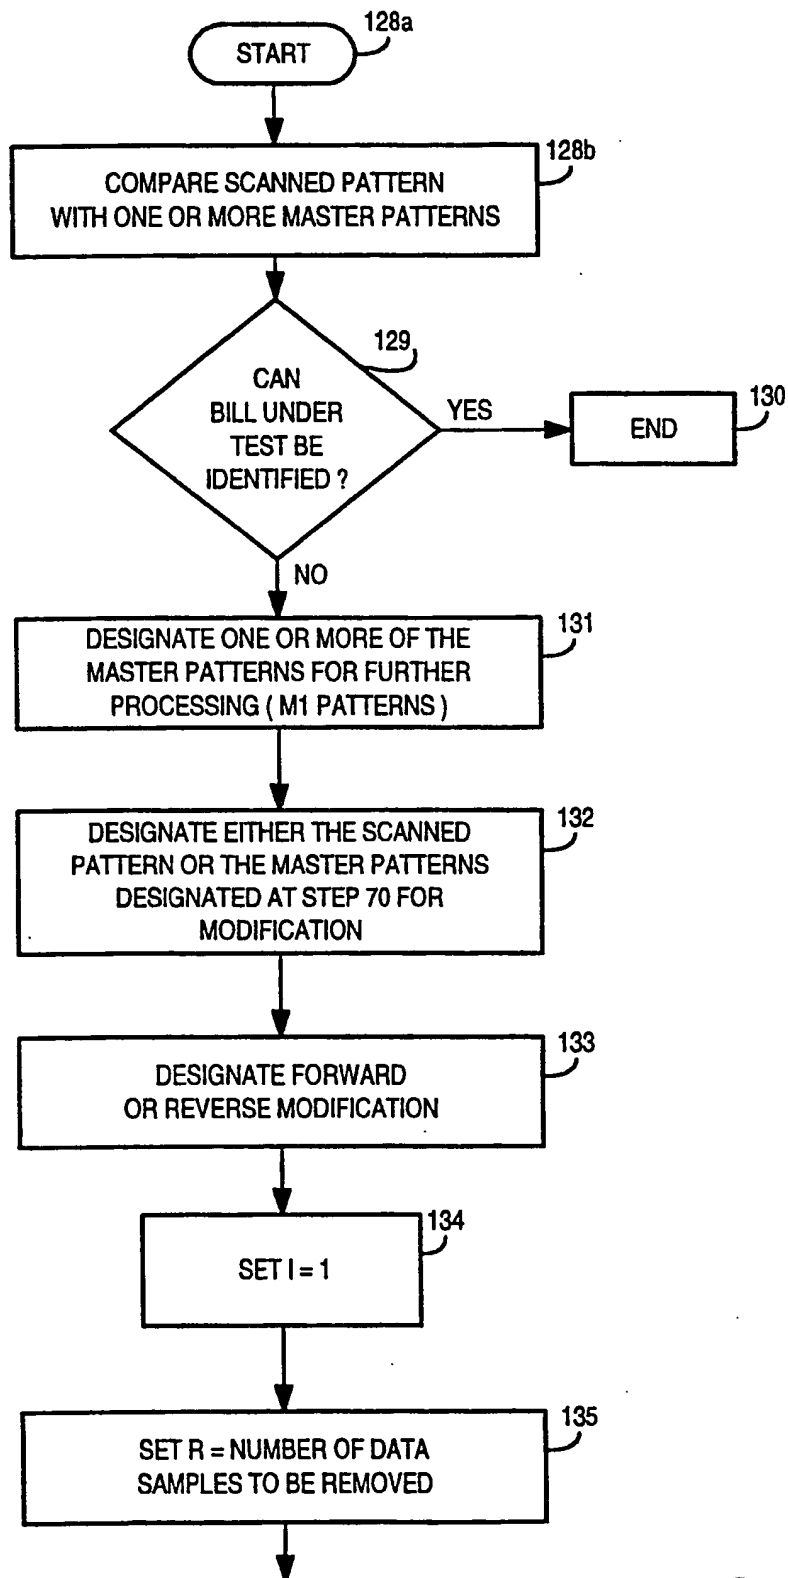 128a
START
128b
COMPARE SCANNED PATTERN
WITH ONE OR MORE MASTER PATTERNS
129
CAN
BILL UNDER
TEST BE
IDENTIFIED ?
YES
130
END
NO
131
DESIGNATE ONE OR MORE OF THE
MASTER PATTERNS FOR FURTHER
PROCESSING ( M1 PATTERNS )
132
DESIGNATE EITHER THE SCANNED
PATTERN OR THE MASTER PATTERNS
DESIGNATED AT STEP 70 FOR
MODIFICATION
133
DESIGNATE FORWARD
OR REVERSE MODIFICATION
134
SET I = 1
135
SET R = NUMBER OF DATA
SAMPLES TO BE REMOVED